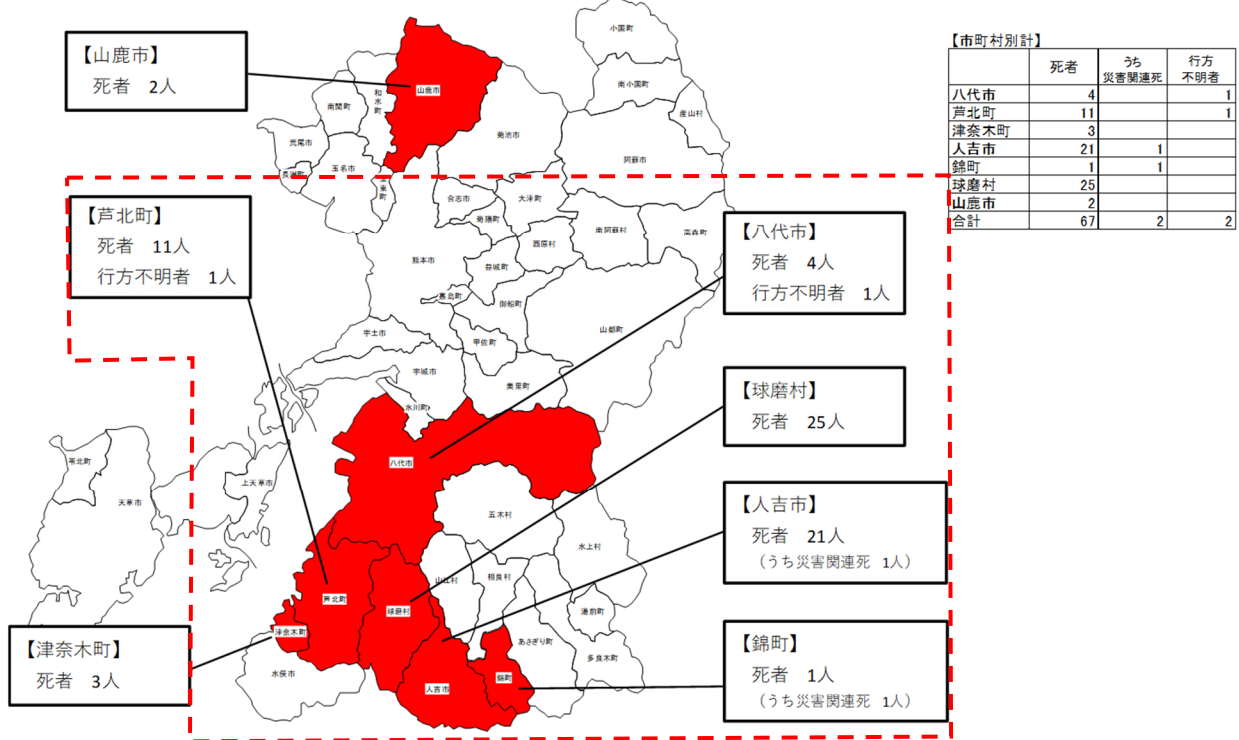 【山鹿市】
死者 2人
【芦北町】
死者 11人
行方不明者 1人
【津奈木町】
死者 3人
【八代市】
死者 4人
行方不明者 1人
【球磨村】
死者 25人
【人吉市】
死者 21人
（うち災害関連死 1人）
【錦町】
死者 1人
（うち災害関連死 1人）
小国町
南小国町
産山村
山鹿市
和水町
南関町
荒尾市
長洲町
玉名市
玉東町
菊池市
阿蘇市
合志市
大津町
菊陽町
西原村
南阿蘇村
高森町
熊本市
益城町
嘉島町
御船町
山都町
宇土市
甲佐町
宇城市
美里町
氷川町
八代市
苓北町
天草市
上天草市
五木村
水上村
山江村
相良村
湯前町
芦北町
球磨村
津奈木町
あさぎり町
多良木町
水俣市
人吉市
錦町
【市町村別計】
死者 うち災害関連死 行方不明者
八代市 4 1
芦北町 11 1
津奈木町 3
人吉市 21 1
錦町 1 1
球磨村 25
山鹿市 2
合計 67 2 2